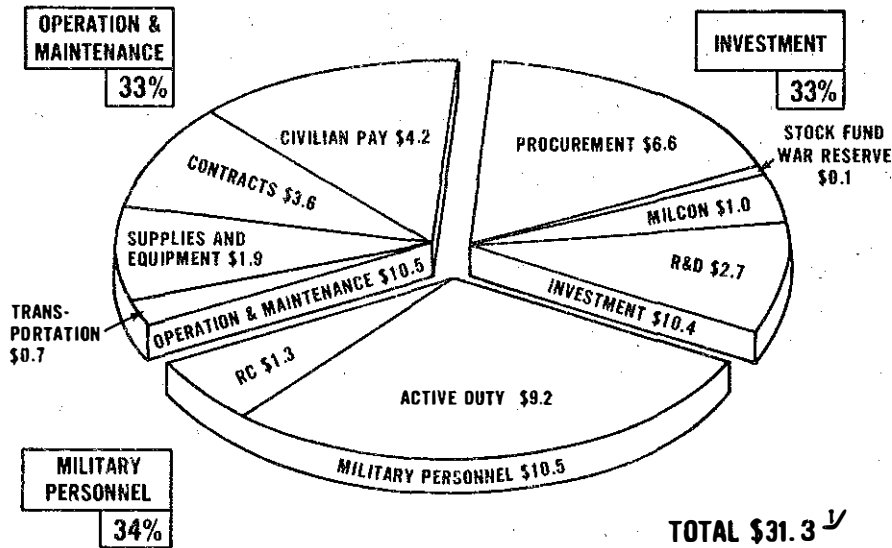 OPERATION &
MAINTENANCE
33%
INVESTMENT
33%
CIVILIAN PAY $4.2
CONTRACTS $3.6
SUPPLIES AND
EQUIPMENT $1.9
TRANS-
PORTATION
$0.7
OPERATION & MAINTENANCE $10.5
PROCUREMENT $6.6
STOCK FUND
WAR RESERVE
$0.1
MILCON $1.0
R&D $2.7
INVESTMENT $10.4
RC $1.3
ACTIVE DUTY $9.2
MILITARY PERSONNEL $10.5
MILITARY
PERSONNEL
34%
TOTAL $31.3 1/